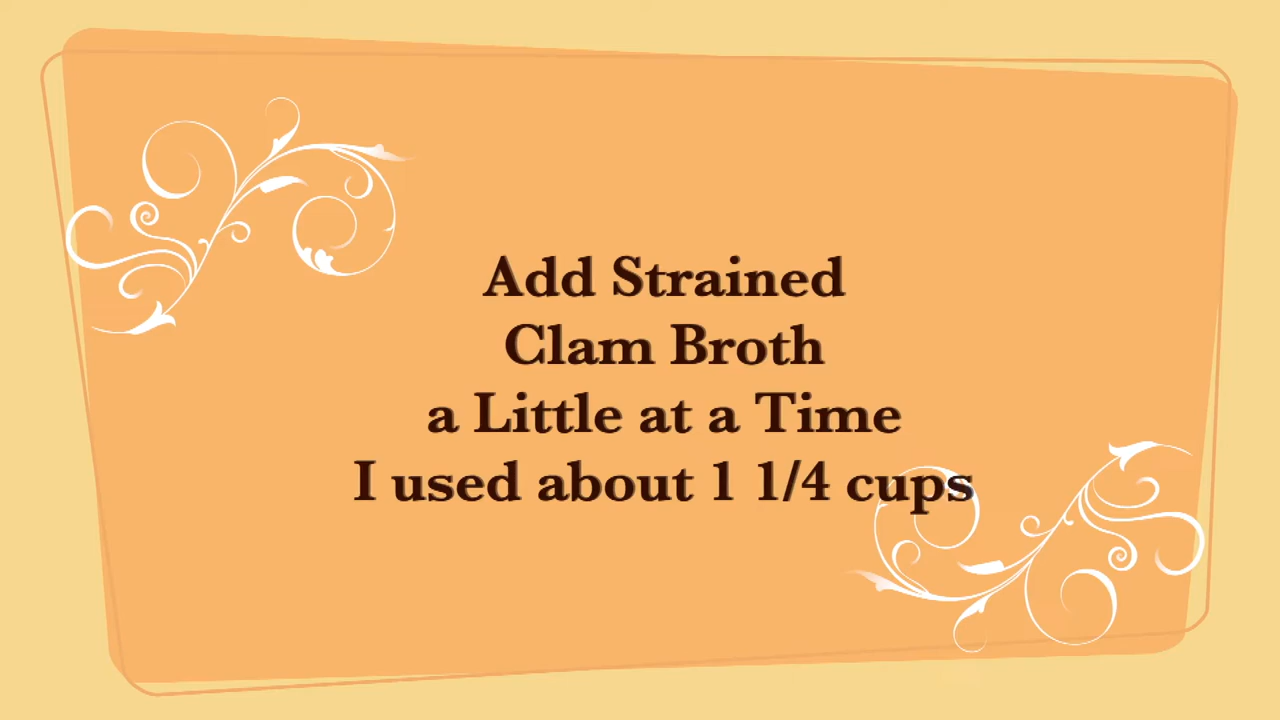 Add Strained
Clam Broth
a Little at a Time
I used about 1 1/4 cups